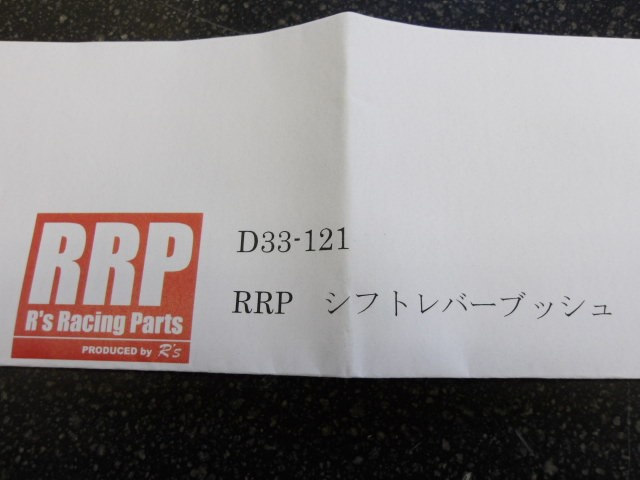 RRP
R's Racing Parts
PRODUCED by R's
D33-121
RRP シフトレバーブッシュ